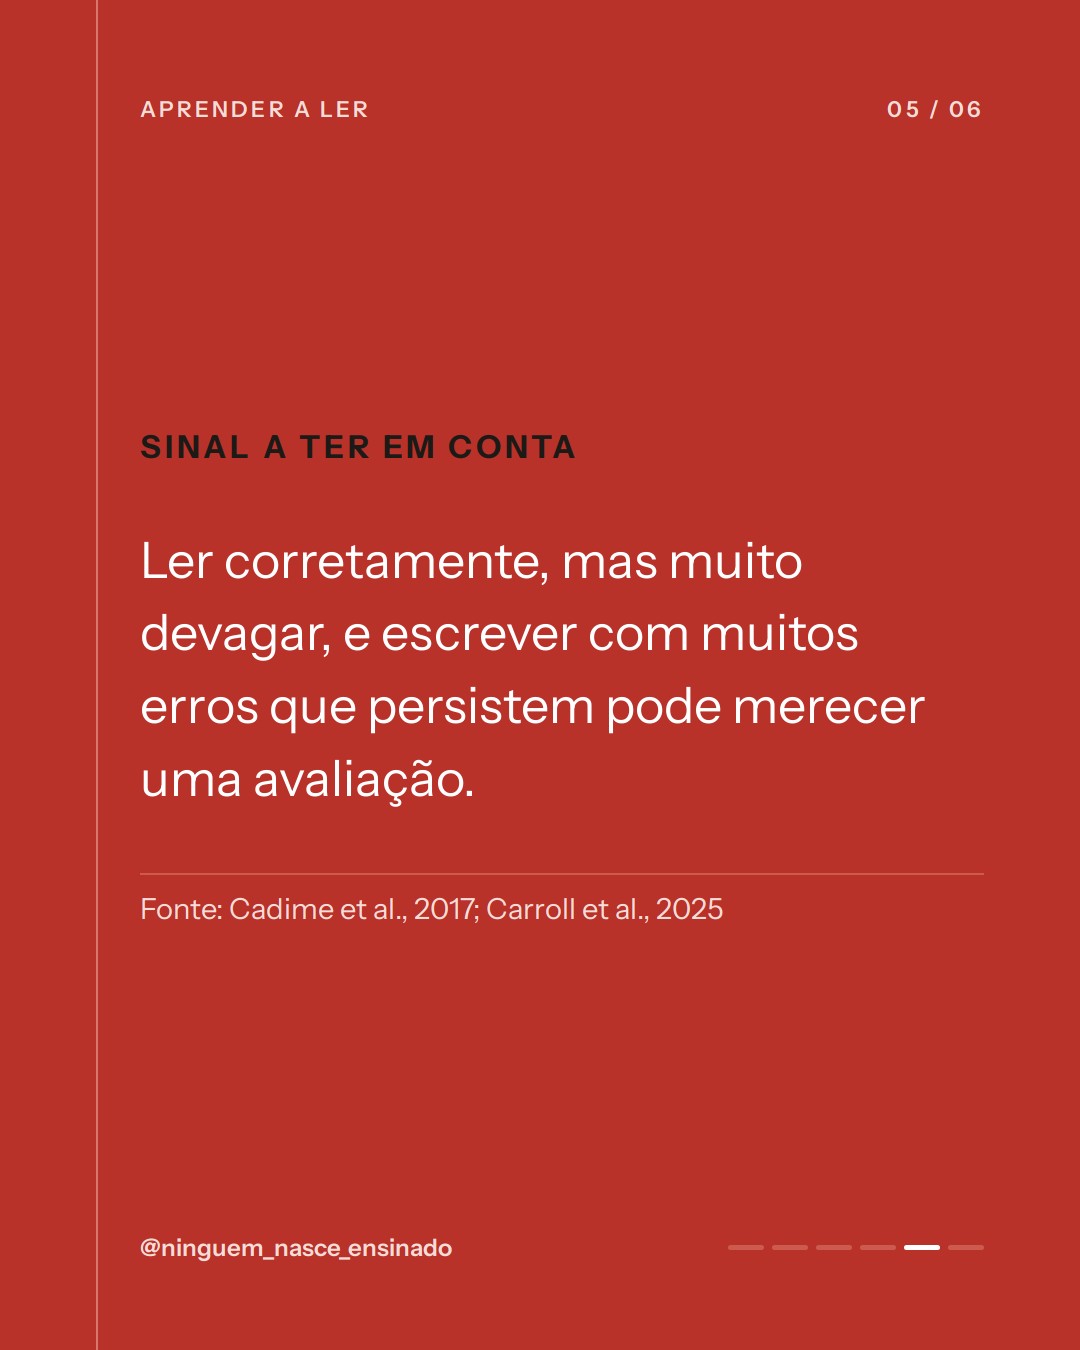 APRENDER A LER
05 / 06
SINAL A TER EM CONTA
Ler corretamente, mas muito
devagar, e escrever com muitos
erros que persistem pode merecer
uma avaliação.
Fonte: Cadime et al., 2017; Carroll et al., 2025
@ninguem_nasce_ensinado